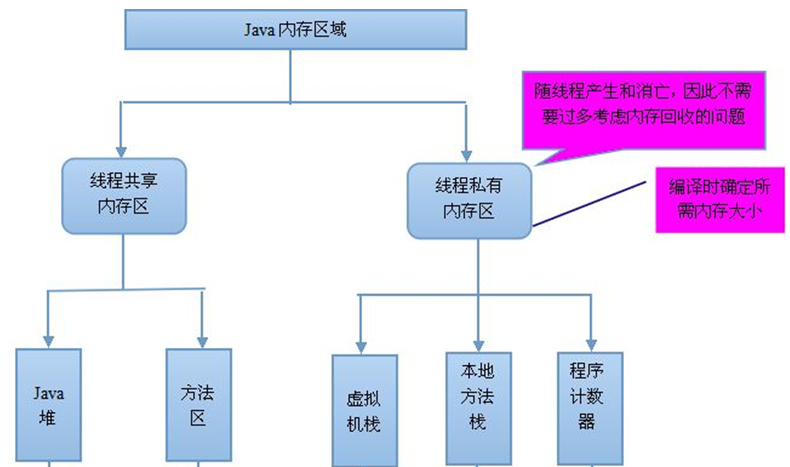 Java 内存区域
随线程产生和消亡，因此不需
要过多考虑内存回收的问题
线程共享
内存区
线程私有
内存区
编译时确定所
需内存大小
Java
堆
方法
区
虚拟
机栈
本地
方法
栈
程序
计数
器